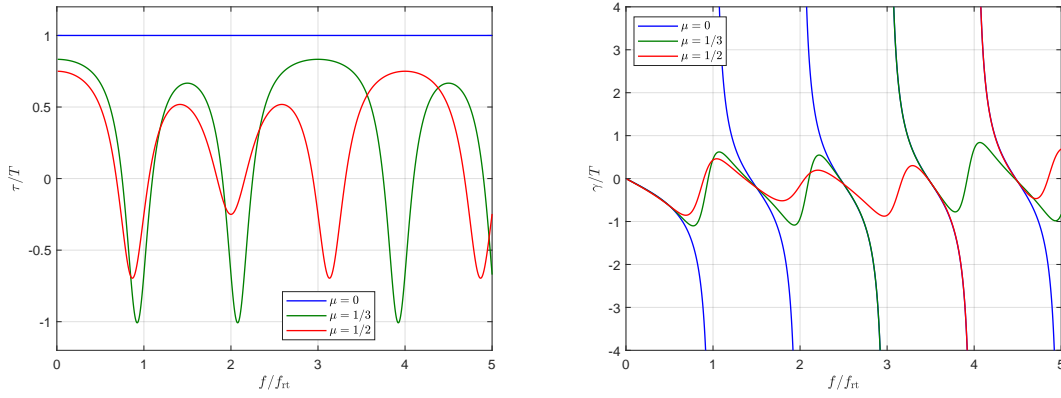 1
0.5
0
-0.5
-1
τ/T
0 1 2 3 4 5
f/f_rt
μ = 0
μ = 1/3
μ = 1/2
4
3
2
1
0
-1
-2
-3
-4
γ/T
0 1 2 3 4 5
f/f_rt
μ = 0
μ = 1/3
μ = 1/2